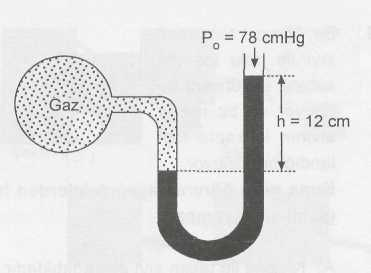 P₀ = 78 cmHg
Gaz
h = 12 cm